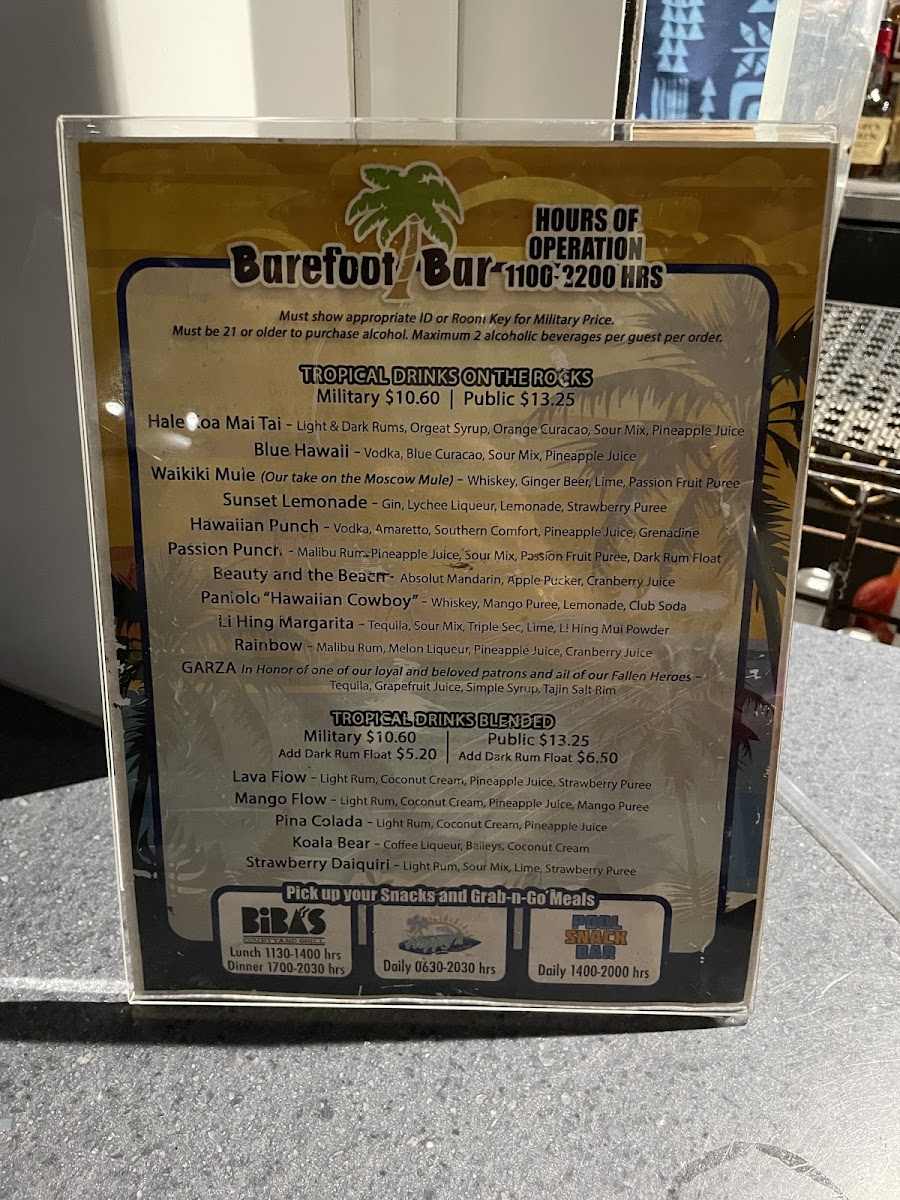 Barefoot Bar
HOURS OF
OPERATION
1100-2200 HRS
Must show appropriate ID or Room Key for Military Price.
Must be 21 or older to purchase alcohol. Maximum 2 alcoholic beverages per guest per order.
TROPICAL DRINKS ON THE ROCKS
Military $10.60 | Public $13.25
Hale Koa Mai Tai - Light & Dark Rums, Orgeat Syrup, Orange Curacao, Sour Mix, Pineapple Juice
Blue Hawaii - Vodka, Blue Curacao, Sour Mix, Pineapple Juice
Waikiki Mule (Our take on the Moscow Mule) - Whiskey, Ginger Beer, Lime, Passion Fruit Puree
Sunset Lemonade - Gin, Lychee Liqueur, Lemonade, Strawberry Puree
Hawaiian Punch - Vodka, Amaretto, Southern Comfort, Pineapple Juice, Grenadine
Passion Punch - Malibu Rum, Pineapple Juice, Sour Mix, Passion Fruit Puree, Dark Rum Float
Beauty and the Beach - Absolut Mandarin, Apple Pucker, Cranberry Juice
Paniolo "Hawaiian Cowboy" - Whiskey, Mango Puree, Lemonade, Club Soda
Li Hing Margarita - Tequila, Sour Mix, Triple Sec, Lime, Li Hing Mui Powder
Rainbow - Malibu Rum, Melon Liqueur, Pineapple Juice, Cranberry Juice
GARZA In Honor of one of our loyal and beloved patrons and all of our Fallen Heroes -
Tequila, Grapefruit Juice, Simple Syrup, Tajin Salt Rim
TROPICAL DRINKS BLENDED
Military $10.60 | Public $13.25
Add Dark Rum Float $5.20 | Add Dark Rum Float $6.50
Lava Flow - Light Rum, Coconut Cream, Pineapple Juice, Strawberry Puree
Mango Flow - Light Rum, Coconut Cream, Pineapple Juice, Mango Puree
Pina Colada - Light Rum, Coconut Cream, Pineapple Juice
Koala Bear - Coffee Liqueur, Baileys, Coconut Cream
Strawberry Daiquiri - Light Rum, Sour Mix, Lime, Strawberry Puree
Pick up your Snacks and Grab-n-Go Meals
BiBAS
COURTYARD GRILL
Lunch 1130-1400 hrs
Dinner 1700-2030 hrs
Daily 0630-2030 hrs
POOL
SNACK
BAR
Daily 1400-2000 hrs